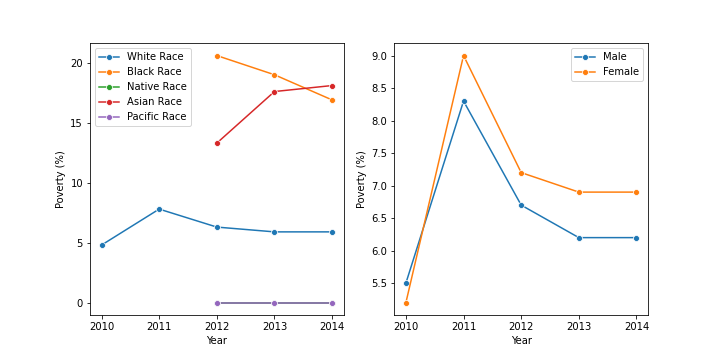 White Race
Black Race
Native Race
Asian Race
Pacific Race
20
15
10
5
0
Poverty (%)
2010 2011 2012 2013 2014
Year
Male
Female
9.0
8.5
8.0
7.5
7.0
6.5
6.0
5.5
Poverty (%)
2010 2011 2012 2013 2014
Year